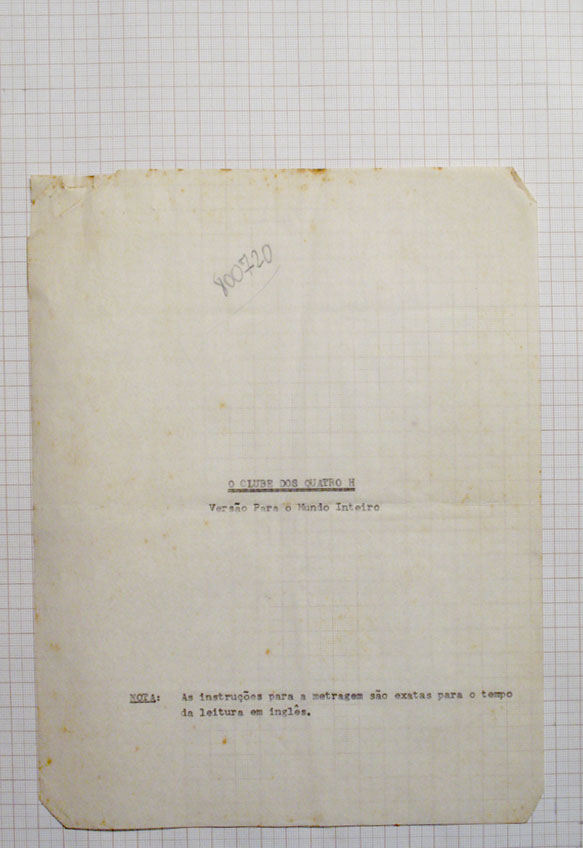 800720
O CLUBE DOS QUATRO H
Versão Para o Mundo Inteiro
NOTA: As instruções para a metragem são exatas para o tempo
da leitura em inglês.